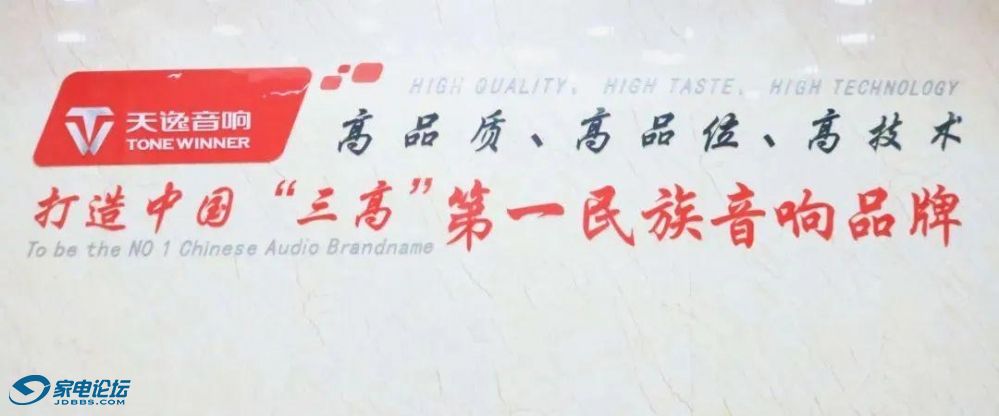 HIGH QUALITY、 HIGH TASTE、 HIGH TECHNOLOGY
天逸音响
TONEWINNER
高品质、高品位、高技术
打造中国“三高”第一民族音响品牌
To be the NO 1 Chinese Audio Brandname
家电论坛
JDBBS.COM